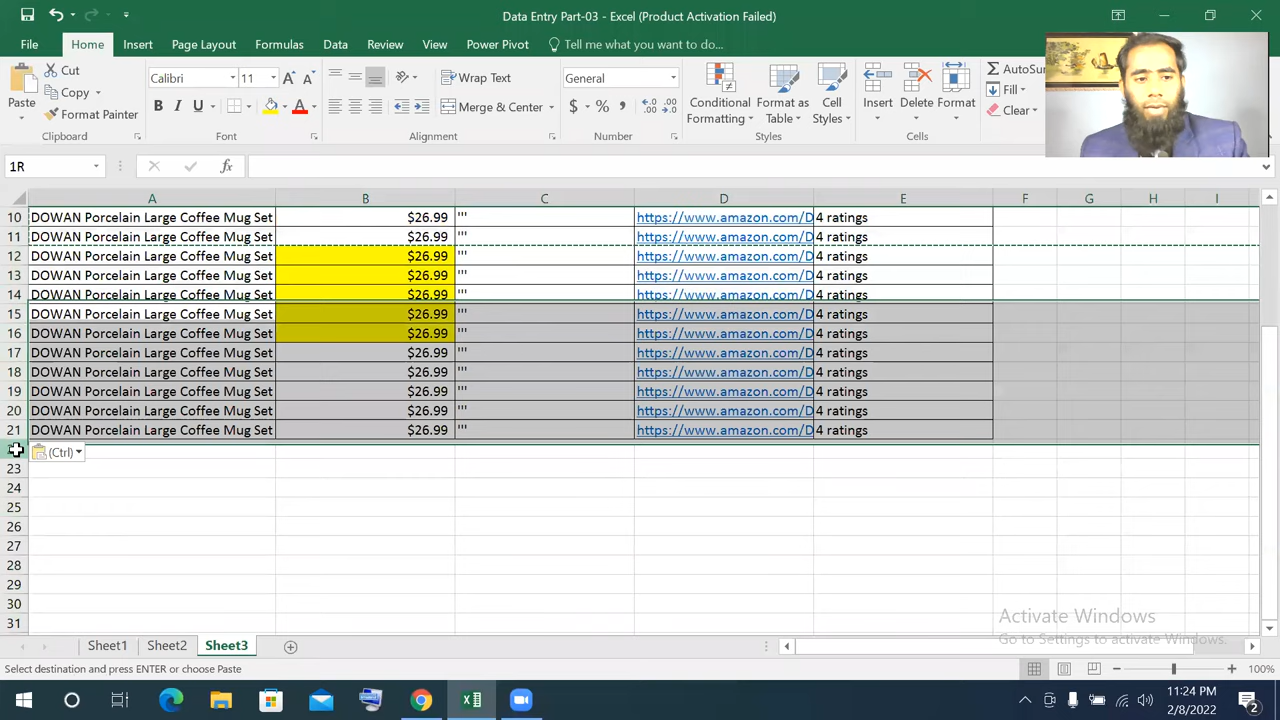 Data Entry Part-03 - Excel (Product Activation Failed)
File Home Insert Page Layout Formulas Data Review View Power Pivot Tell me what you want to do...
Cut
Copy
Format Painter
Paste
Clipboard
Calibri 11
B I U A
Font
Wrap Text
Merge & Center
Alignment
General
$ % ,
Number
Conditional Formatting
Format as Table
Cell Styles
Styles
Insert Delete Format
Cells
Fill
Clear
1R fx
A B C D E F G H I
10 DOWAN Porcelain Large Coffee Mug Set $26.99 ''' https://www.amazon.com/D 4 ratings
11 DOWAN Porcelain Large Coffee Mug Set $26.99 ''' https://www.amazon.com/D 4 ratings
12 DOWAN Porcelain Large Coffee Mug Set $26.99 ''' https://www.amazon.com/D 4 ratings
13 DOWAN Porcelain Large Coffee Mug Set $26.99 ''' https://www.amazon.com/D 4 ratings
14 DOWAN Porcelain Large Coffee Mug Set $26.99 ''' https://www.amazon.com/D 4 ratings
15 DOWAN Porcelain Large Coffee Mug Set $26.99 ''' https://www.amazon.com/D 4 ratings
16 DOWAN Porcelain Large Coffee Mug Set $26.99 ''' https://www.amazon.com/D 4 ratings
17 DOWAN Porcelain Large Coffee Mug Set $26.99 ''' https://www.amazon.com/D 4 ratings
18 DOWAN Porcelain Large Coffee Mug Set $26.99 ''' https://www.amazon.com/D 4 ratings
19 DOWAN Porcelain Large Coffee Mug Set $26.99 ''' https://www.amazon.com/D 4 ratings
20 DOWAN Porcelain Large Coffee Mug Set $26.99 ''' https://www.amazon.com/D 4 ratings
21 DOWAN Porcelain Large Coffee Mug Set $26.99 ''' https://www.amazon.com/D 4 ratings
(Ctrl)
23
24
25
26
27
28
29
30
31
Activate Windows
Go to Settings to activate Windows.
Sheet1 Sheet2 Sheet3
Select destination and press ENTER or choose Paste
100%
11:24 PM
2/8/2022
2